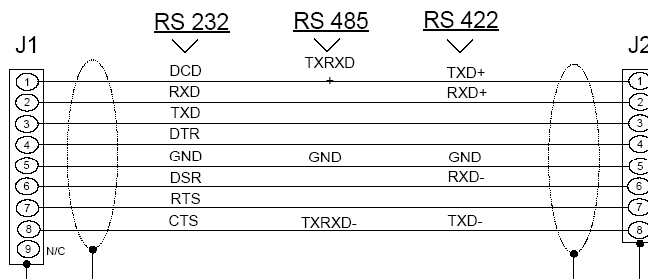 RS 232 RS 485 RS 422
J1 J2
DCD TXRXD TXD+
+
1 1
RXD RXD+
2 2
TXD
3 3
DTR
4 4
GND GND GND
5 5
DSR RXD-
6 6
RTS
7 7
CTS TXRXD- TXD-
8 8
9 N/C